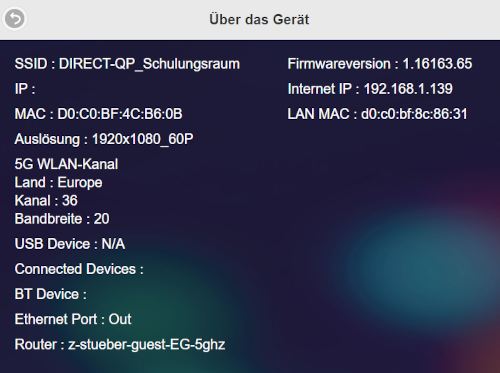 Über das Gerät
SSID : DIRECT-QP_Schulungsraum
Firmwareversion : 1.16163.65
IP :
Internet IP : 192.168.1.139
MAC : D0:C0:BF:4C:B6:0B
LAN MAC : d0:c0:bf:8c:86:31
Auslösung : 1920x1080_60P
5G WLAN-Kanal
Land : Europe
Kanal : 36
Bandbreite : 20
USB Device : N/A
Connected Devices :
BT Device :
Ethernet Port : Out
Router : z-stueber-guest-EG-5ghz